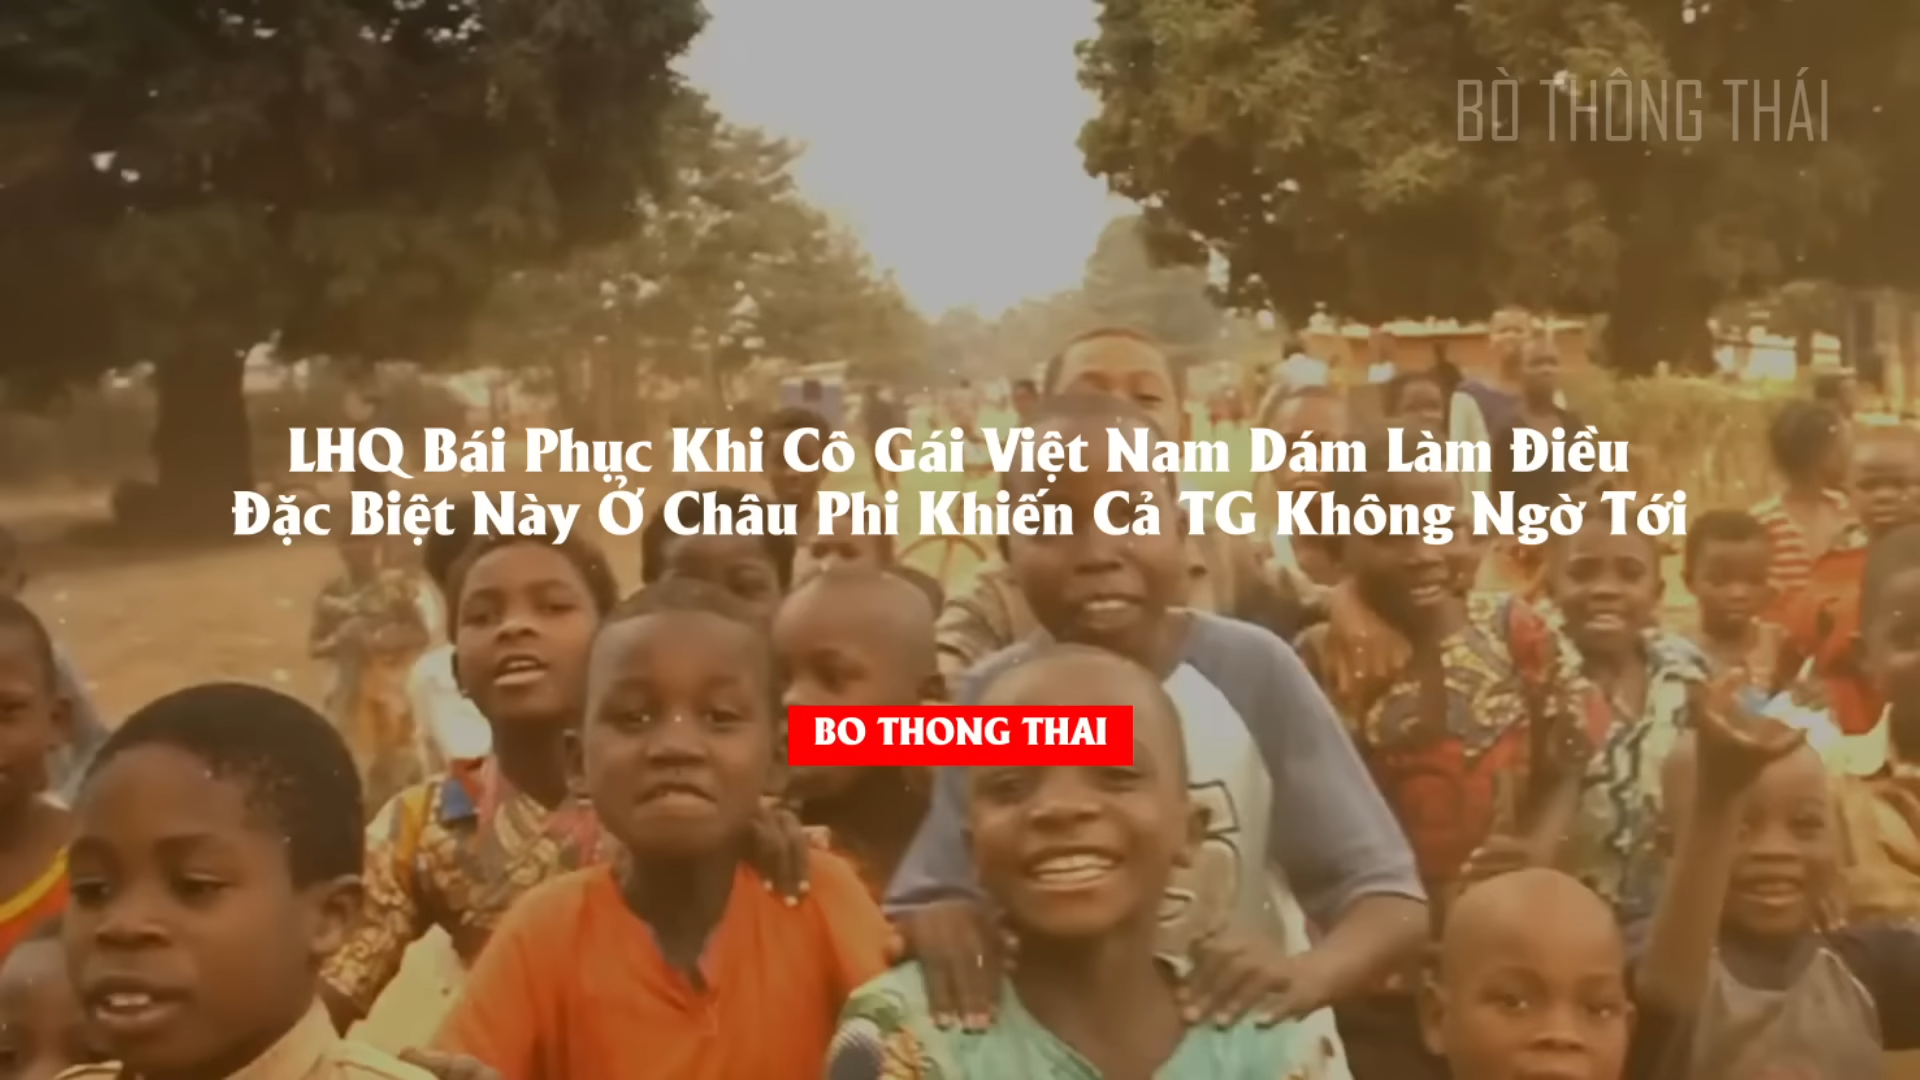 BÒ THÔNG THÁI
LHQ Bái Phục Khi Cô Gái Việt Nam Dám Làm Điều
Đặc Biệt Này Ở Châu Phi Khiến Cả TG Không Ngờ Tới
BO THONG THAI